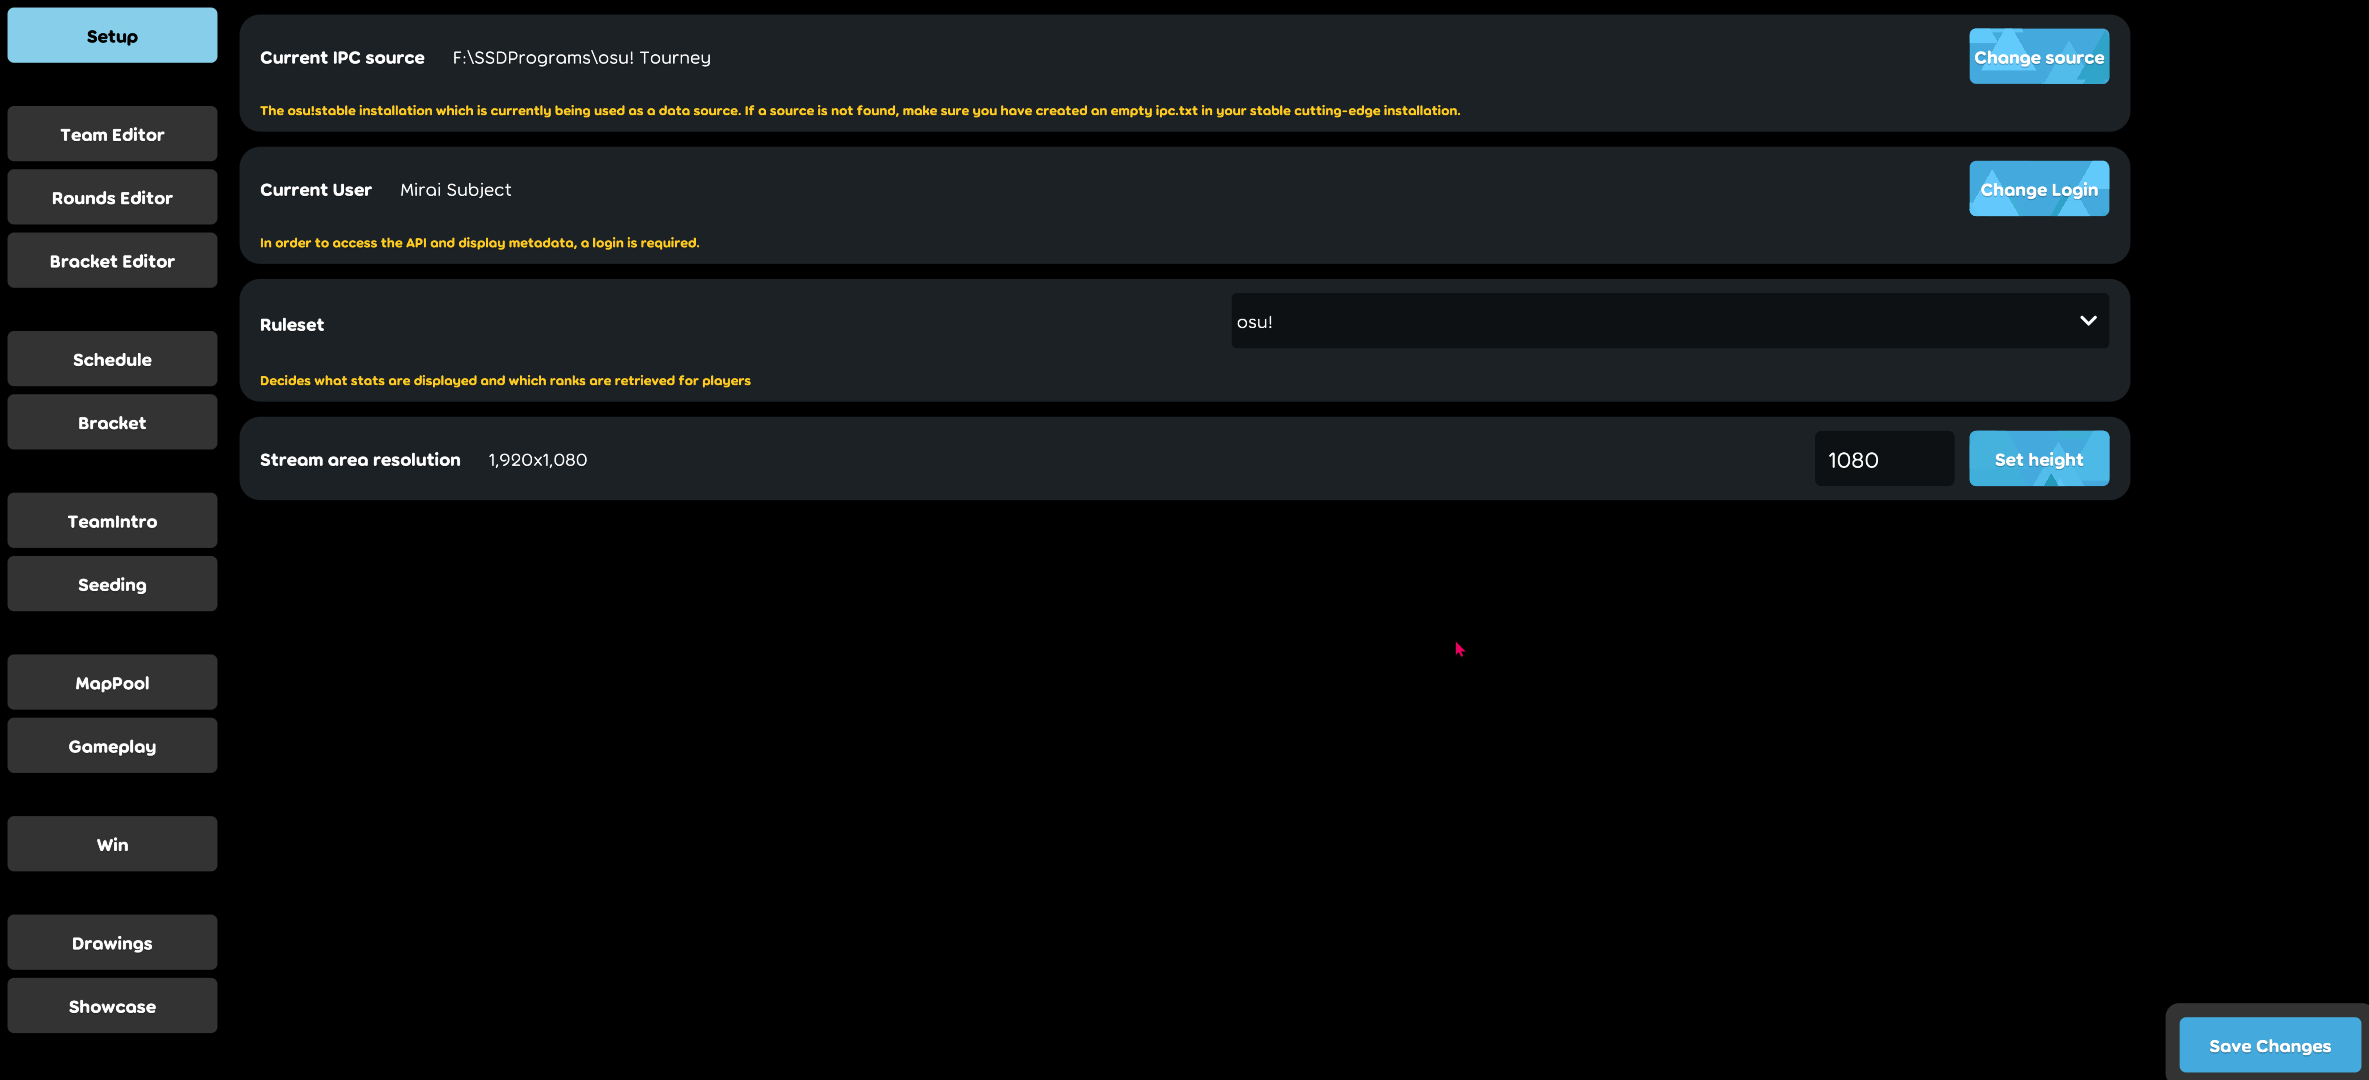 Setup
Team Editor
Rounds Editor
Bracket Editor
Schedule
Bracket
TeamIntro
Seeding
MapPool
Gameplay
Win
Drawings
Showcase
Current IPC source F:\SSDPrograms\osu! Tourney Change source
The osu!stable installation which is currently being used as a data source. If a source is not found, make sure you have created an empty ipc.txt in your stable cutting-edge installation.
Current User Mirai Subject Change Login
In order to access the API and display metadata, a login is required.
Ruleset osu!
Decides what stats are displayed and which ranks are retrieved for players
Stream area resolution 1,920x1,080 1080 Set height
Save Changes